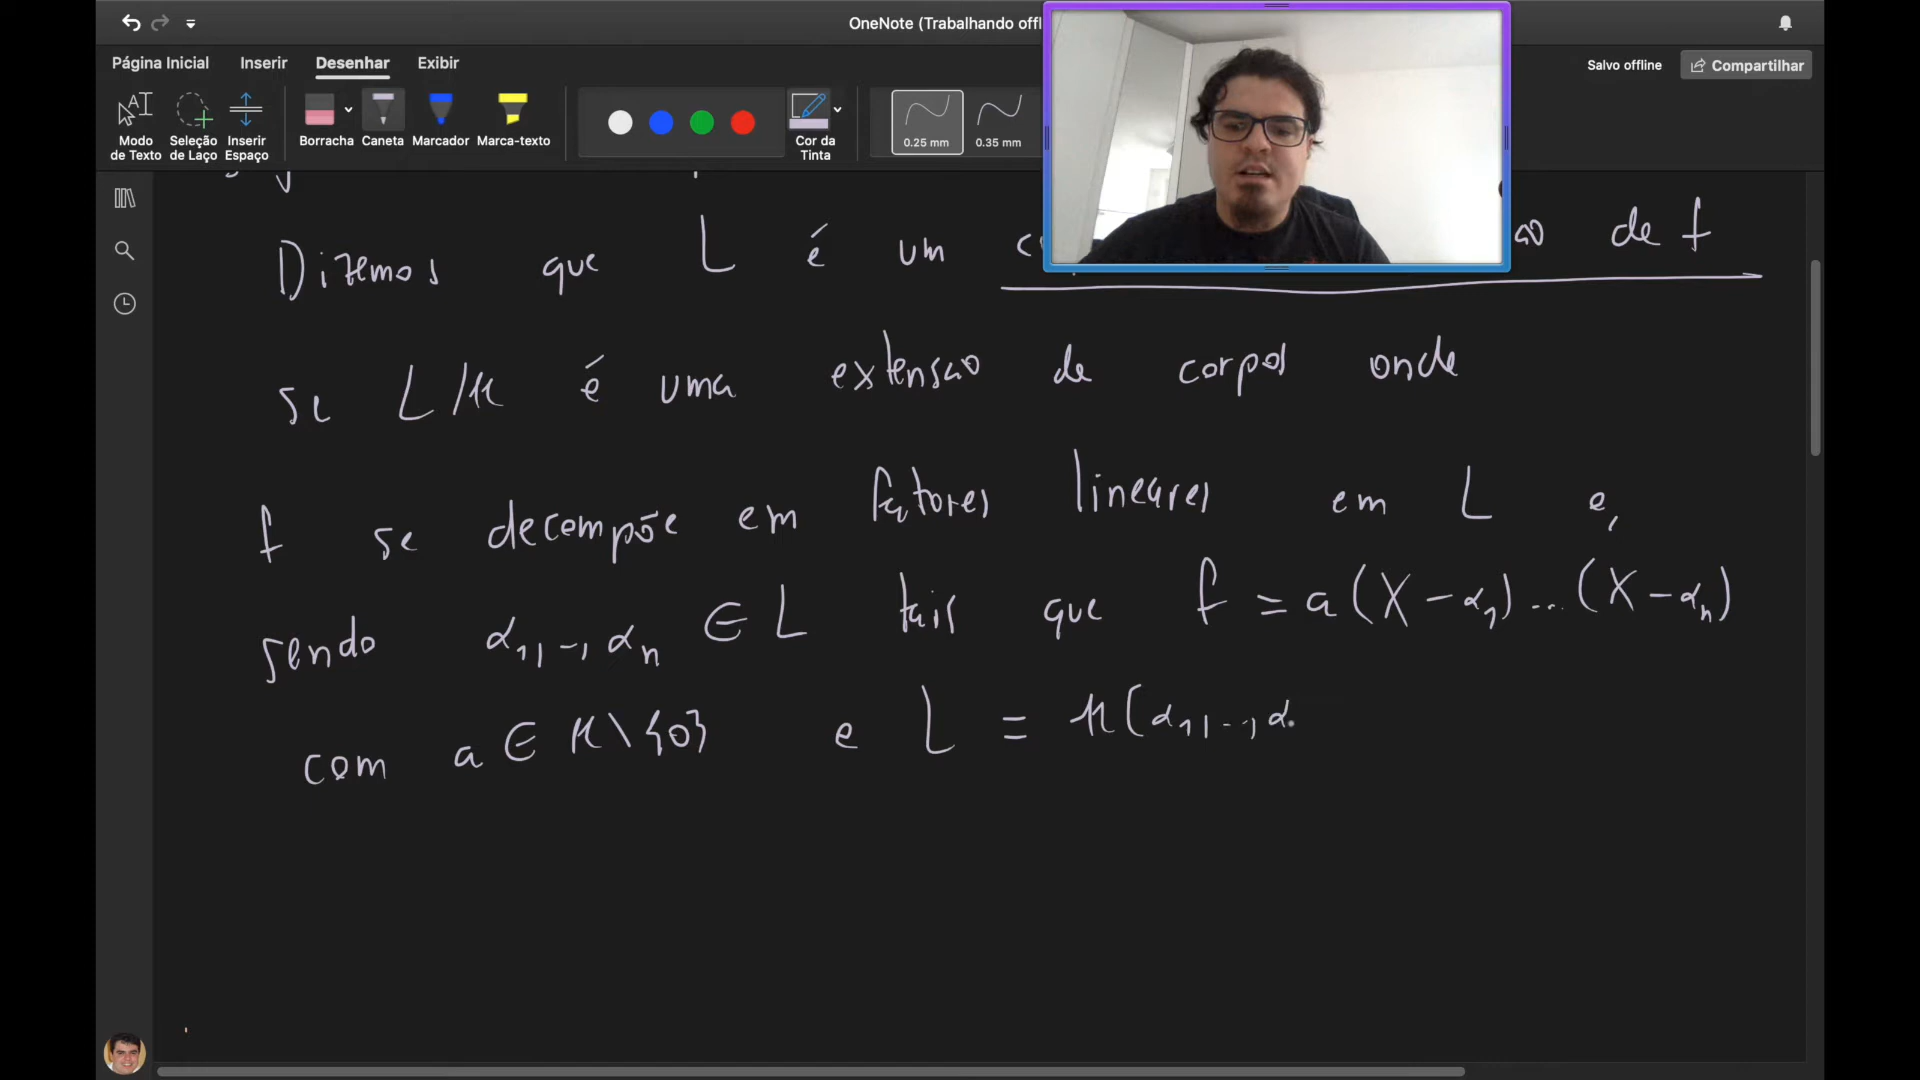 OneNote (Trabalhando offl
Página Inicial Inserir Desenhar Exibir
Salvo offline Compartilhar
Modo de Texto Seleção de Laço Inserir Espaço Borracha Caneta Marcador Marca-texto Cor da Tinta 0.25 mm 0.35 mm
Dizemos que L é um de f
se L/K é uma extensao de corpos onde
f se decompõe em fatores lineares em L e,
sendo α₁,..,αₙ ∈ L tais que f = a(X-α₁)...(X-αₙ)
com a ∈ K\{0} e L = K(α₁,..,α